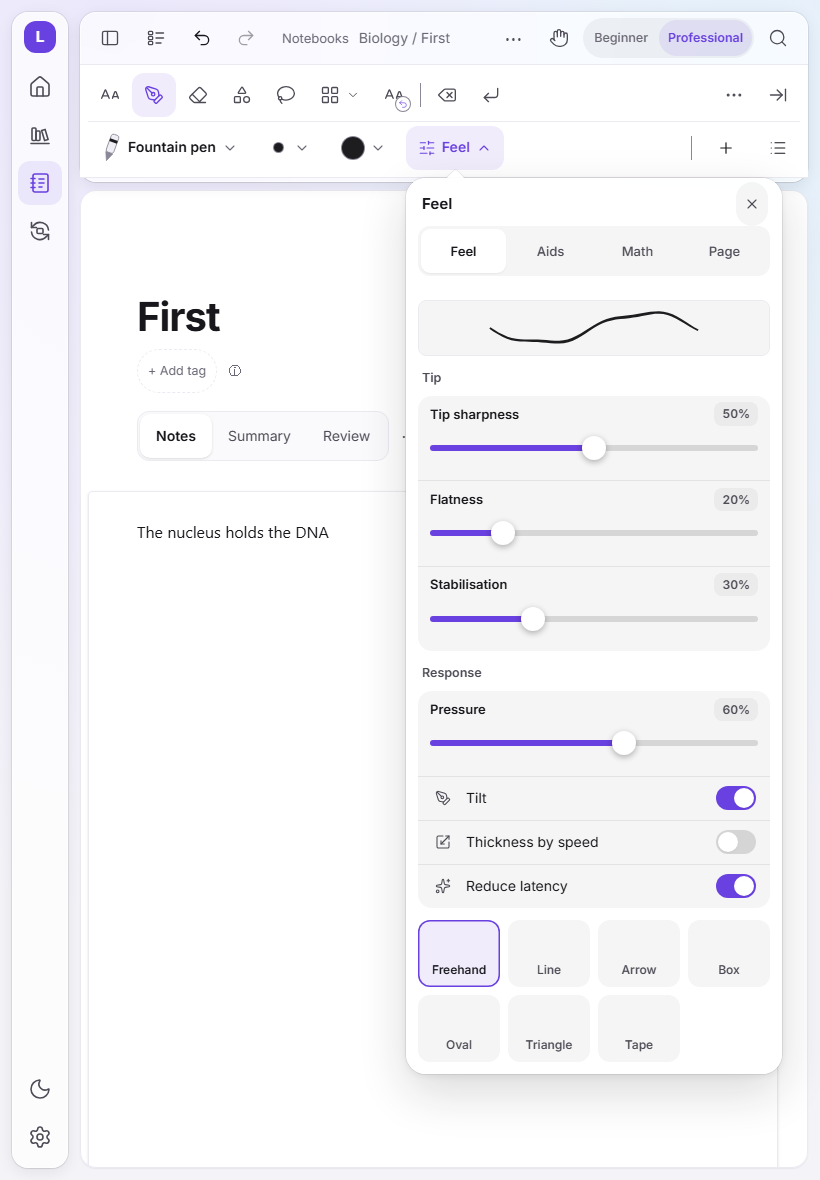 L
Notebooks Biology / First
Beginner Professional
AA AA
Fountain pen Feel
Feel
Feel Aids Math Page
First
+ Add tag
Tip
Notes Summary Review
Tip sharpness 50%
Flatness 20%
The nucleus holds the DNA
Stabilisation 30%
Response
Pressure 60%
Tilt
Thickness by speed
Reduce latency
Freehand Line Arrow Box
Oval Triangle Tape